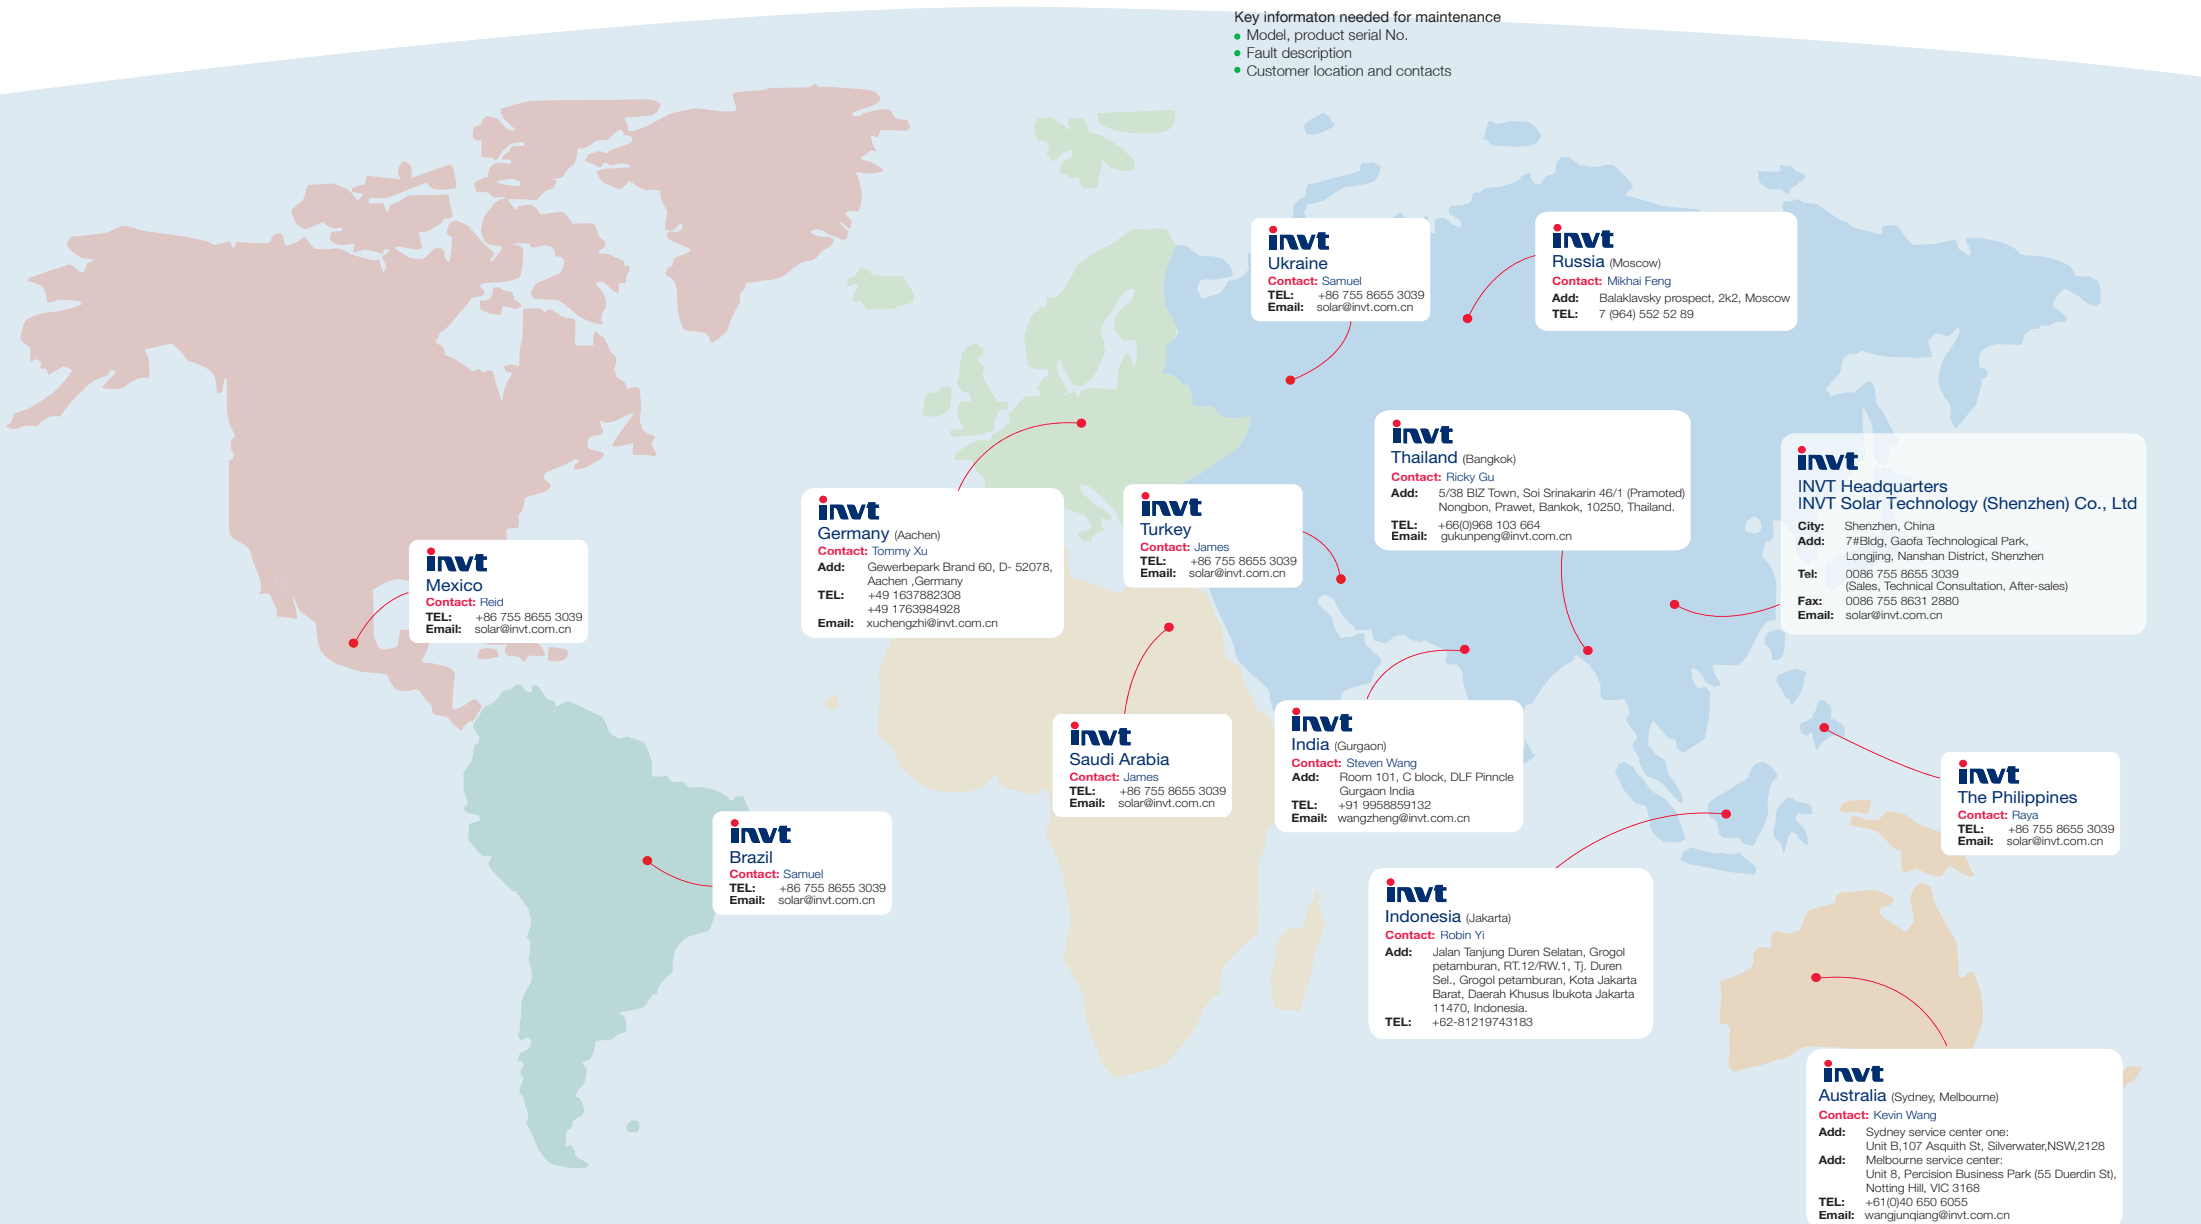 Key informaton needed for maintenance
Model, product serial No.
Fault description
Customer location and contacts
invt
Ukraine
Contact: Samuel
TEL: +86 755 8655 3039
Email: solar@invt.com.cn
invt
Russia (Moscow)
Contact: Mikhai Feng
Add: Balaklavsky prospect, 2k2, Moscow
TEL: 7 (964) 552 52 89
invt
Thailand (Bangkok)
Contact: Ricky Gu
Add: 5/38 BIZ Town, Soi Srinakarin 46/1 (Pramoted)
Nongbon, Prawet, Bankok, 10250, Thailand.
TEL: +66(0)968 103 664
Email: gukunpeng@invt.com.cn
invt
INVT Headquarters
INVT Solar Technology (Shenzhen) Co., Ltd
City: Shenzhen, China
Add: 7#Bldg, Gaofa Technological Park,
Longjing, Nanshan District, Shenzhen
Tel: 0086 755 8655 3039
(Sales, Technical Consultation, After-sales)
Fax: 0086 755 8631 2880
Email: solar@invt.com.cn
invt
Germany (Aachen)
Contact: Tommy Xu
Add: Gewerbepark Brand 60, D- 52078,
Aachen ,Germany
TEL: +49 1637882308
+49 1763984928
Email: xuchengzhi@invt.com.cn
invt
Turkey
Contact: James
TEL: +86 755 8655 3039
Email: solar@invt.com.cn
invt
Mexico
Contact: Reid
TEL: +86 755 8655 3039
Email: solar@invt.com.cn
invt
Saudi Arabia
Contact: James
TEL: +86 755 8655 3039
Email: solar@invt.com.cn
invt
India (Gurgaon)
Contact: Steven Wang
Add: Room 101, C block, DLF Pinncle
Gurgaon India
TEL: +91 9958859132
Email: wangzheng@invt.com.cn
invt
The Philippines
Contact: Raya
TEL: +86 755 8655 3039
Email: solar@invt.com.cn
invt
Brazil
Contact: Samuel
TEL: +86 755 8655 3039
Email: solar@invt.com.cn
invt
Indonesia (Jakarta)
Contact: Robin Yi
Add: Jalan Tanjung Duren Selatan, Grogol
petamburan, RT.12/RW.1, Tj. Duren
Sel., Grogol petamburan, Kota Jakarta
Barat, Daerah Khusus Ibukota Jakarta
11470, Indonesia.
TEL: +62-81219743183
invt
Australia (Sydney, Melbourne)
Contact: Kevin Wang
Add: Sydney service center one:
Unit B,107 Asquith St, Silverwater,NSW,2128
Add: Melbourne service center:
Unit 8, Percision Business Park (55 Duerdin St),
Notting Hill, VIC 3168
TEL: +61(0)40 650 6055
Email: wangjunqiang@invt.com.cn